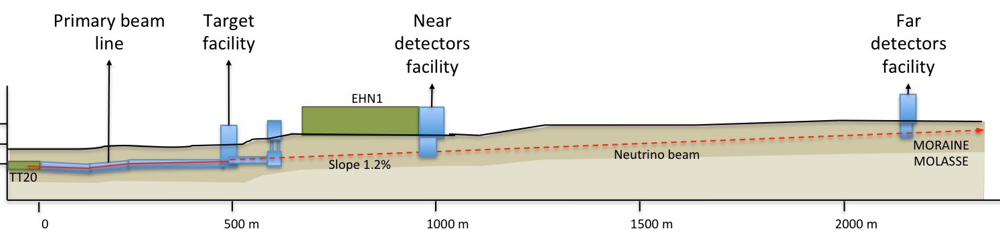 Primary beam
line
Target
facility
Near
detectors
facility
Far
detectors
facility
EHN1
TT20
Slope 1.2%
Neutrino beam
MORAINE
MOLASSE
0
500 m
1000 m
1500 m
2000 m